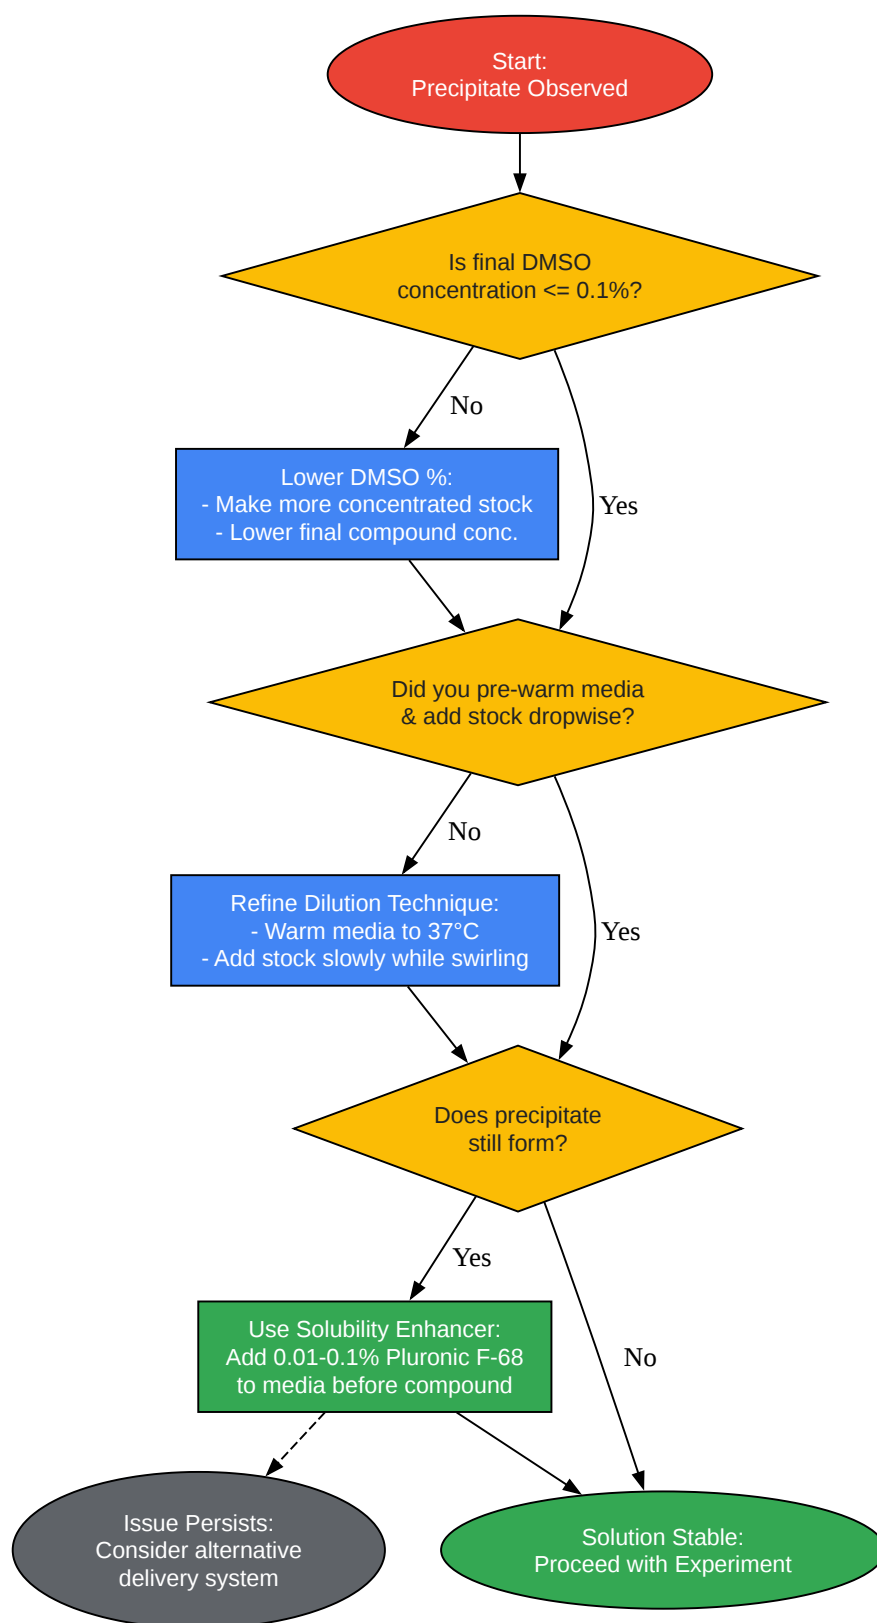 Start:
Precipitate Observed
Is final DMSO
concentration <= 0.1%?
No
Yes
Lower DMSO %:
- Make more concentrated stock
- Lower final compound conc.
Did you pre-warm media
& add stock dropwise?
No
Yes
Refine Dilution Technique:
- Warm media to 37°C
- Add stock slowly while swirling
Does precipitate
still form?
Yes
No
Use Solubility Enhancer:
Add 0.01-0.1% Pluronic F-68
to media before compound
Issue Persists:
Consider alternative
delivery system
Solution Stable:
Proceed with Experiment